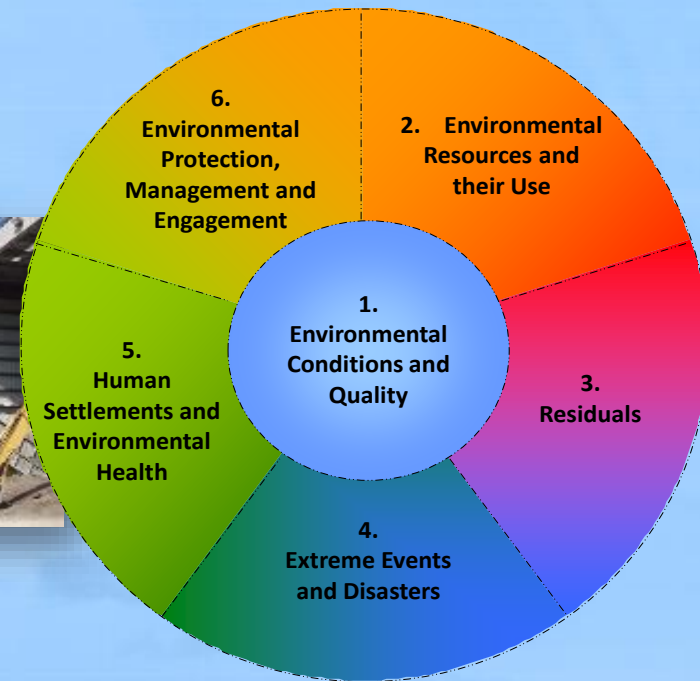 1.
Environmental
Conditions and
Quality
2. Environmental
Resources and
their Use
3.
Residuals
4.
Extreme Events
and Disasters
5.
Human
Settlements and
Environmental
Health
6.
Environmental
Protection,
Management and
Engagement